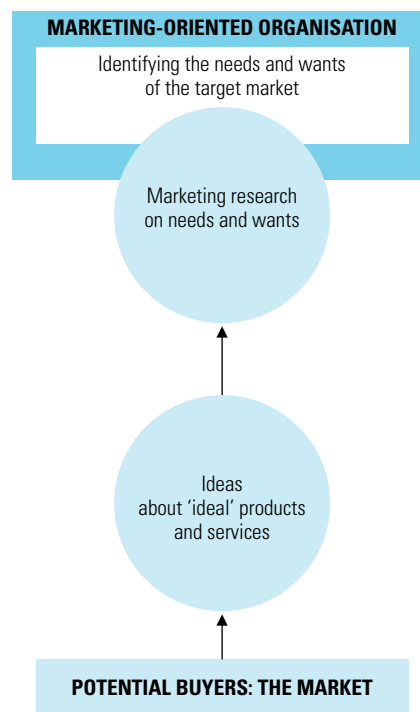 MARKETING-ORIENTED ORGANISATION
Identifying the needs and wants
of the target market
Marketing research
on needs and wants
Ideas
about ‘ideal’ products
and services
POTENTIAL BUYERS: THE MARKET